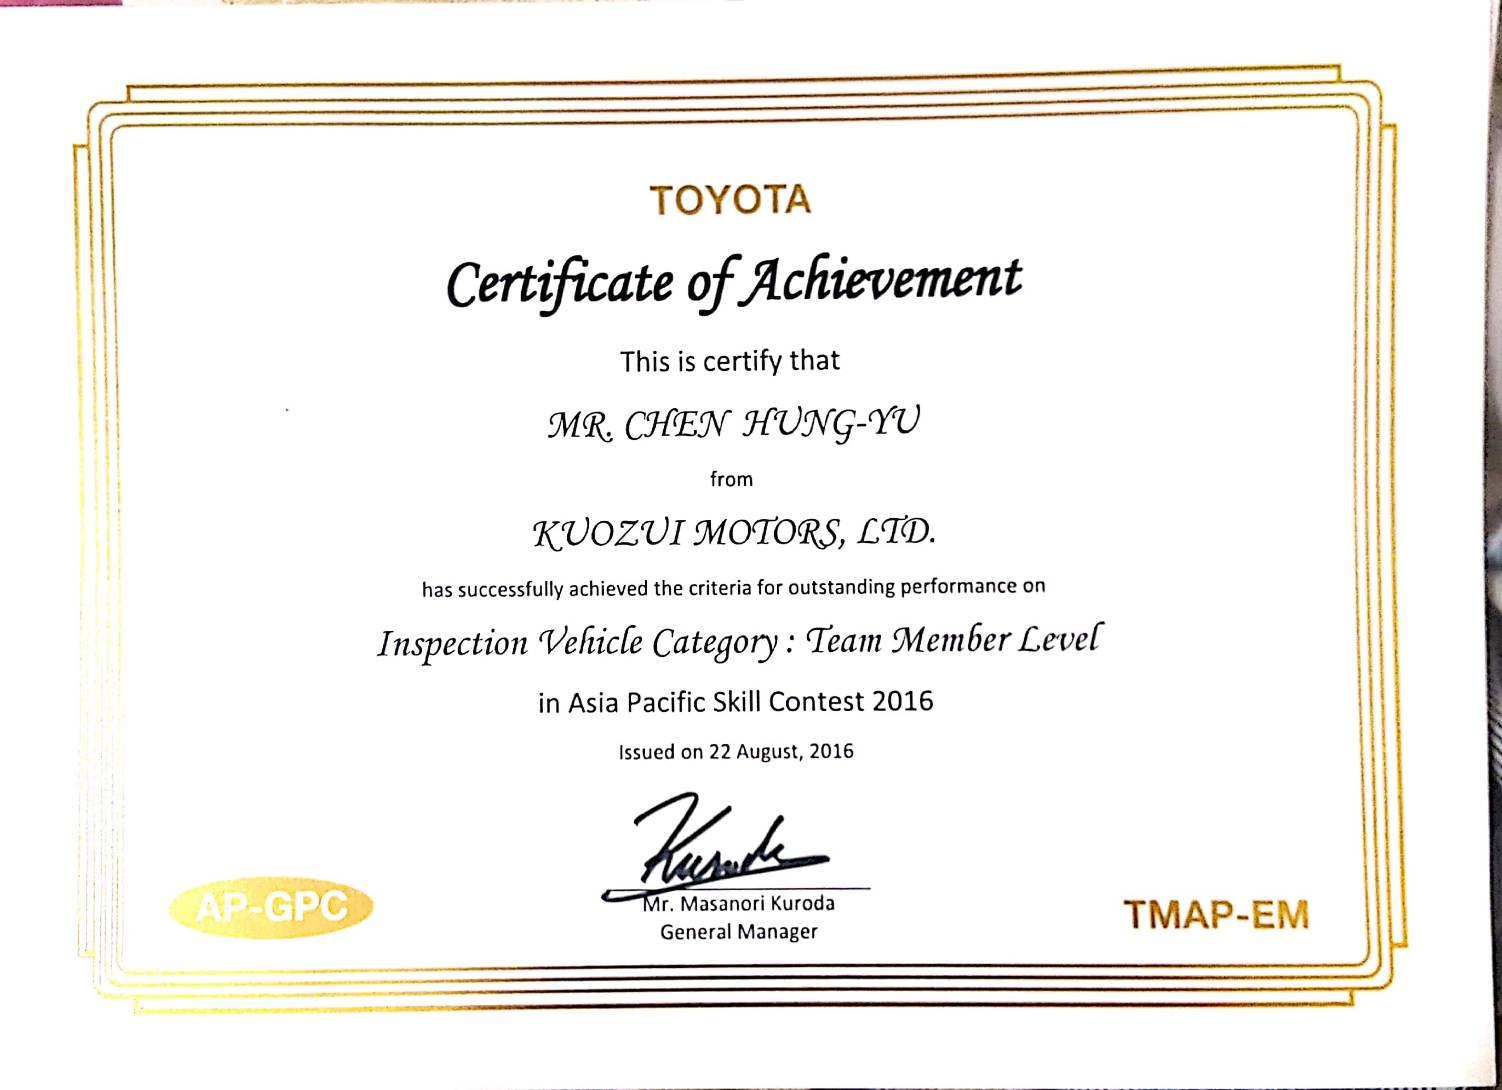 TOYOTA
Certificate of Achievement
This is certify that
MR. CHEN HUNG-YU
from
KUOZUI MOTORS, LTD.
has successfully achieved the criteria for outstanding performance on
Inspection Vehicle Category : Team Member Level
in Asia Pacific Skill Contest 2016
Issued on 22 August, 2016
Kuroda
Mr. Masanori Kuroda
General Manager
AP-GPC
TMAP-EM